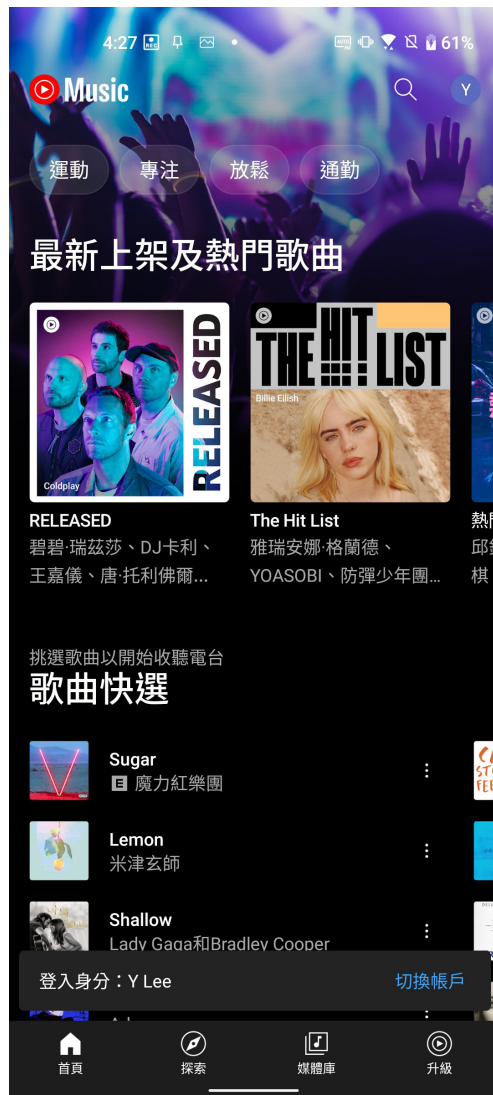 4:27
61%
Music
Y
運動
專注
放鬆
通勤
最新上架及熱門歌曲
RELEASED
Coldplay
THE HIT LIST
Billie Eilish
RELEASED
碧碧·瑞茲莎、DJ卡利、
王嘉儀、唐·托利佛爾...
The Hit List
雅瑞安娜·格蘭德、
YOASOBI、防彈少年團...
挑選歌曲以開始收聽電台
歌曲快選
Sugar
E 魔力紅樂團
Lemon
米津玄師
Shallow
Lady Gaga和Bradley Cooper
登入身分：Y Lee
切換帳戶
首頁
探索
媒體庫
升級